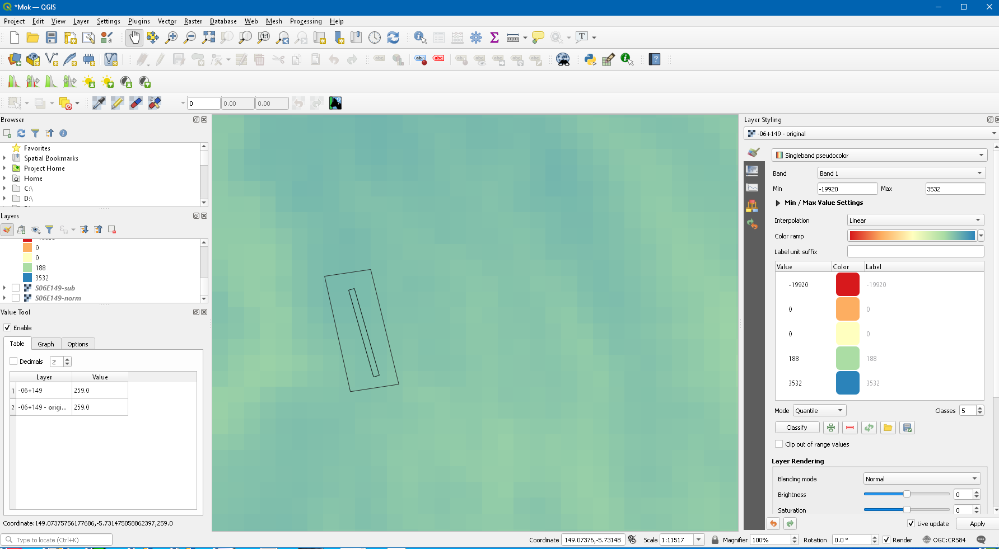 *Mok — QGIS
Project Edit View Layer Settings Plugins Vector Raster Database Web Mesh Processing Help
0 0.00 0.00
Browser
Favorites
Spatial Bookmarks
Project Home
Home
C:\
D:\
Layers
-19920
0
0
188
3532
S06E149-sub
S06E149-norm
Value Tool
Enable
Table Graph Options
Decimals 2
Layer Value
1 -06+149 259.0
2 -06+149 - origi... 259.0
Coordinate:149.07375756177686,-5.731475058862397,259.0
Layer Styling
-06+149 - original
Singleband pseudocolor
Band Band 1
Min -19920 Max 3532
Min / Max Value Settings
Interpolation Linear
Color ramp
Label unit suffix
Value Color Label
-19920 -19920
0 0
0 0
188 188
3532 3532
Mode Quantile Classes 5
Classify
Clip out of range values
Layer Rendering
Blending mode Normal
Brightness 0
Saturation 0
Live update Apply
Type to locate (Ctrl+K) Coordinate 149.07376,-5.73148 Scale 1:11517 Magnifier 100% Rotation 0.0 ° Render OGC:CRS84